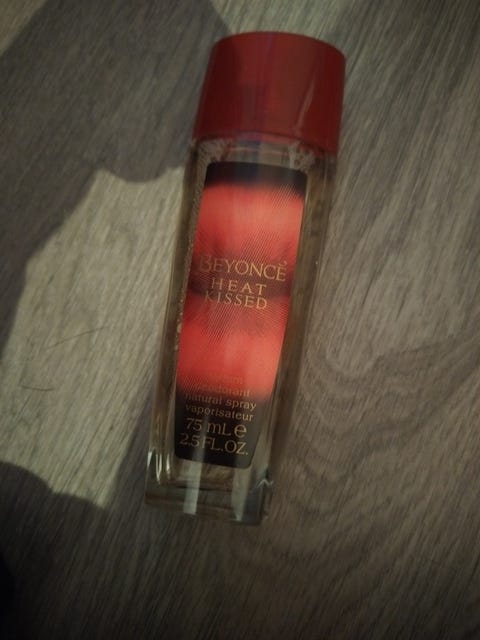 BEYONCÉ
HEAT
KISSED
deodorant
natural spray
vaporisateur
75 mL e
2.5 FL.OZ.